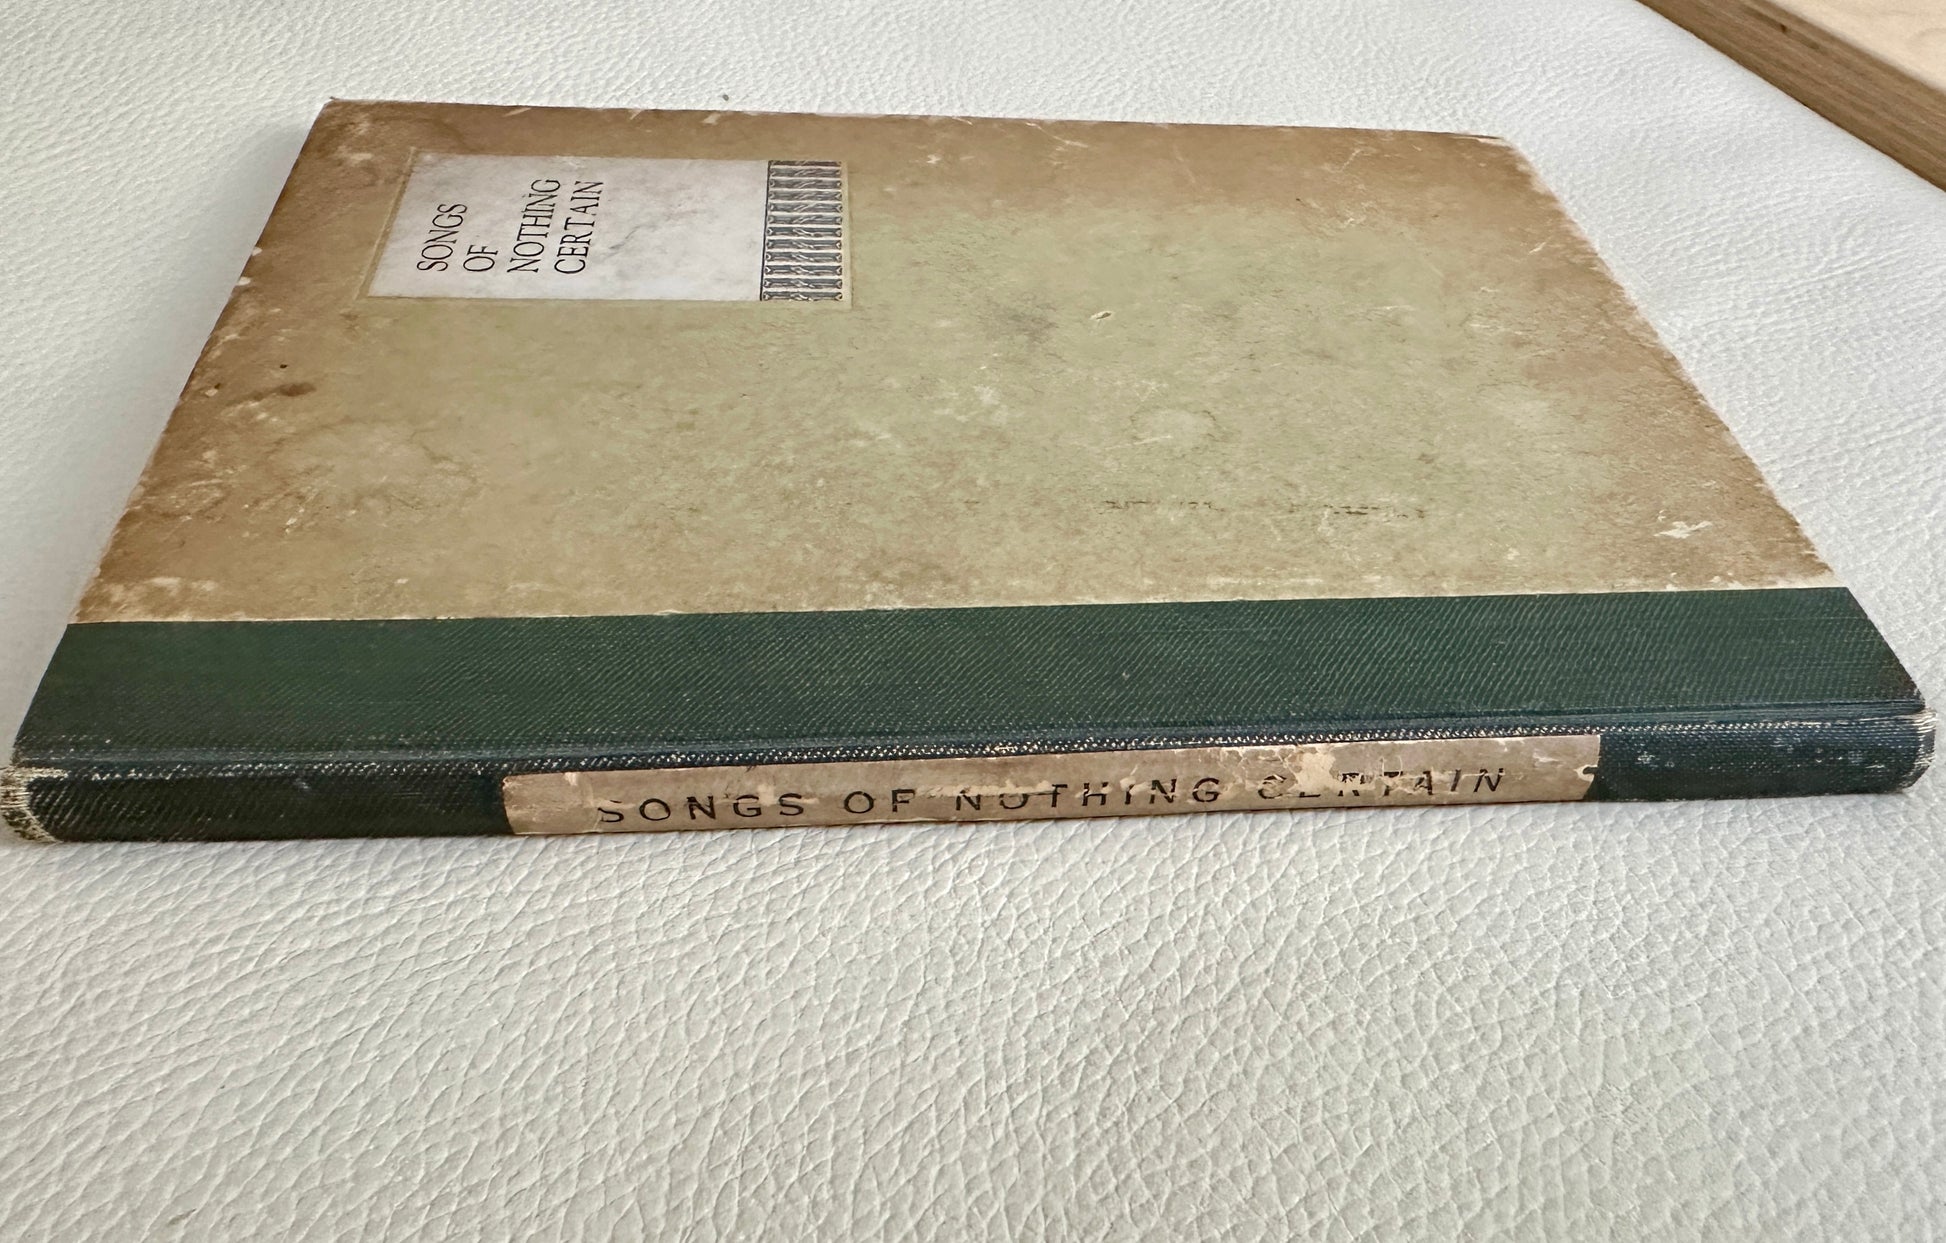 SONGS
OF
NOTHING
CERTAIN
SONGS OF NOTHING CERTAIN